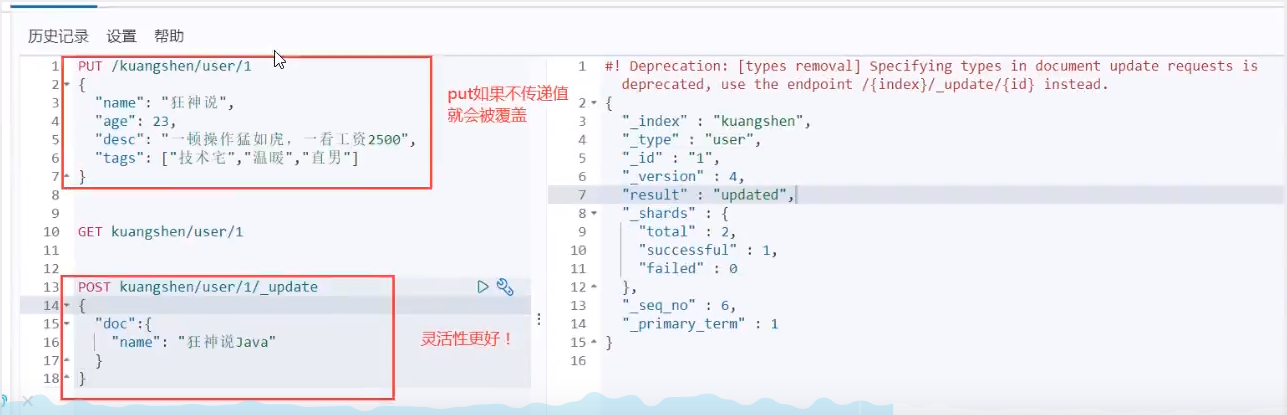 历史记录 设置 帮助
1 PUT /kuangshen/user/1
2 {
3 "name": "狂神说",
4 "age": 23,
5 "desc": "一顿操作猛如虎，一看工资2500",
6 "tags": ["技术宅","温暖","直男"]
7 }
8
9
10 GET kuangshen/user/1
11
12
13 POST kuangshen/user/1/_update
14 {
15 "doc":{
16 "name": "狂神说Java"
17 }
18 }
put如果不传递值
就会被覆盖
灵活性更好！
1 #! Deprecation: [types removal] Specifying types in document update requests is
deprecated, use the endpoint /{index}/_update/{id} instead.
2 {
3 "_index" : "kuangshen",
4 "_type" : "user",
5 "_id" : "1",
6 "_version" : 4,
7 "result" : "updated",
8 "_shards" : {
9 "total" : 2,
10 "successful" : 1,
11 "failed" : 0
12 },
13 "_seq_no" : 6,
14 "_primary_term" : 1
15 }
16